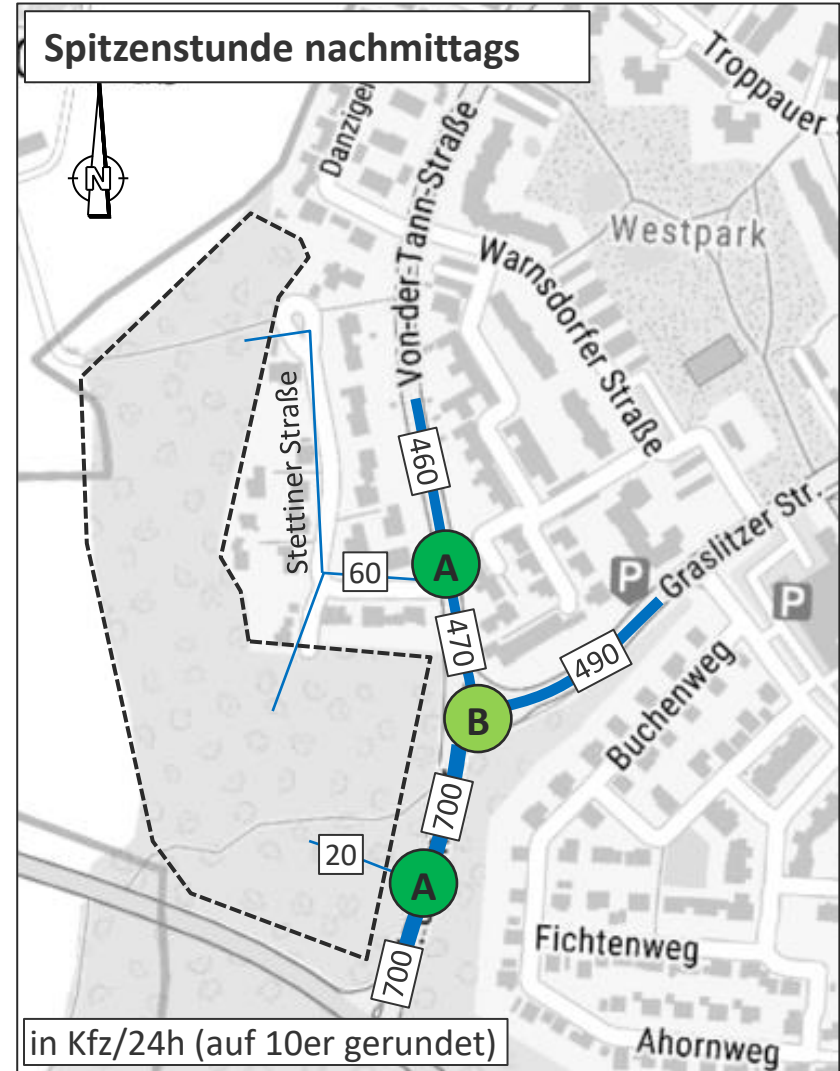 Spitzenstunde nachmittags
N
Danziger
Von-der-Tann-Straße
Troppauer
Westpark
Warnsdorfer Straße
Stettiner Straße
460
A
60
P
Graslitzer Str.
P
470
490
B
Buchenweg
700
20
A
Fichtenweg
700
in Kfz/24h (auf 10er gerundet)
Ahornweg